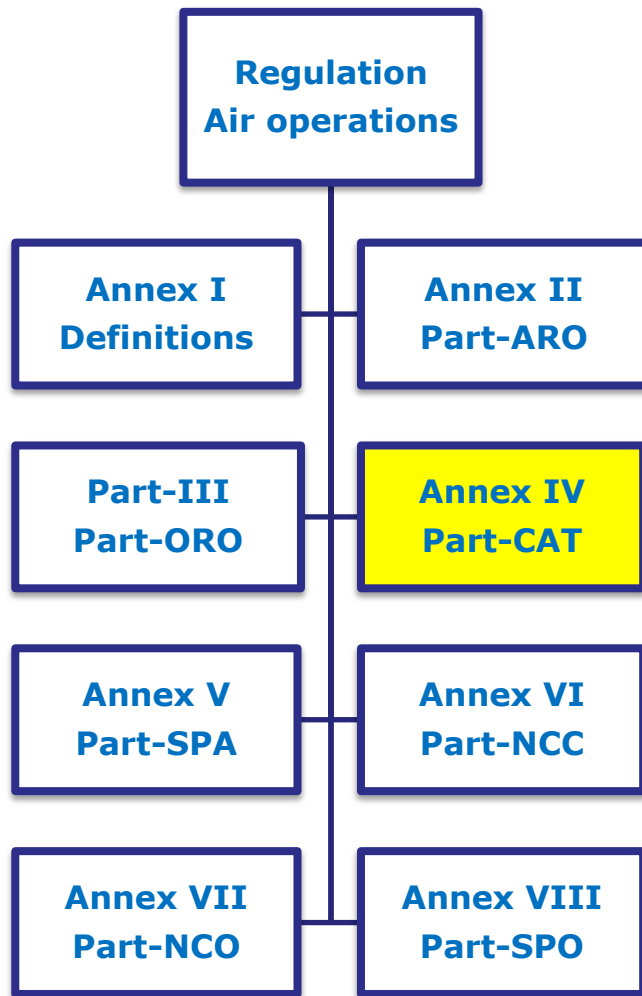 Regulation
Air operations
Annex I
Definitions
Annex II
Part-ARO
Part-III
Part-ORO
Annex IV
Part-CAT
Annex V
Part-SPA
Annex VI
Part-NCC
Annex VII
Part-NCO
Annex VIII
Part-SPO